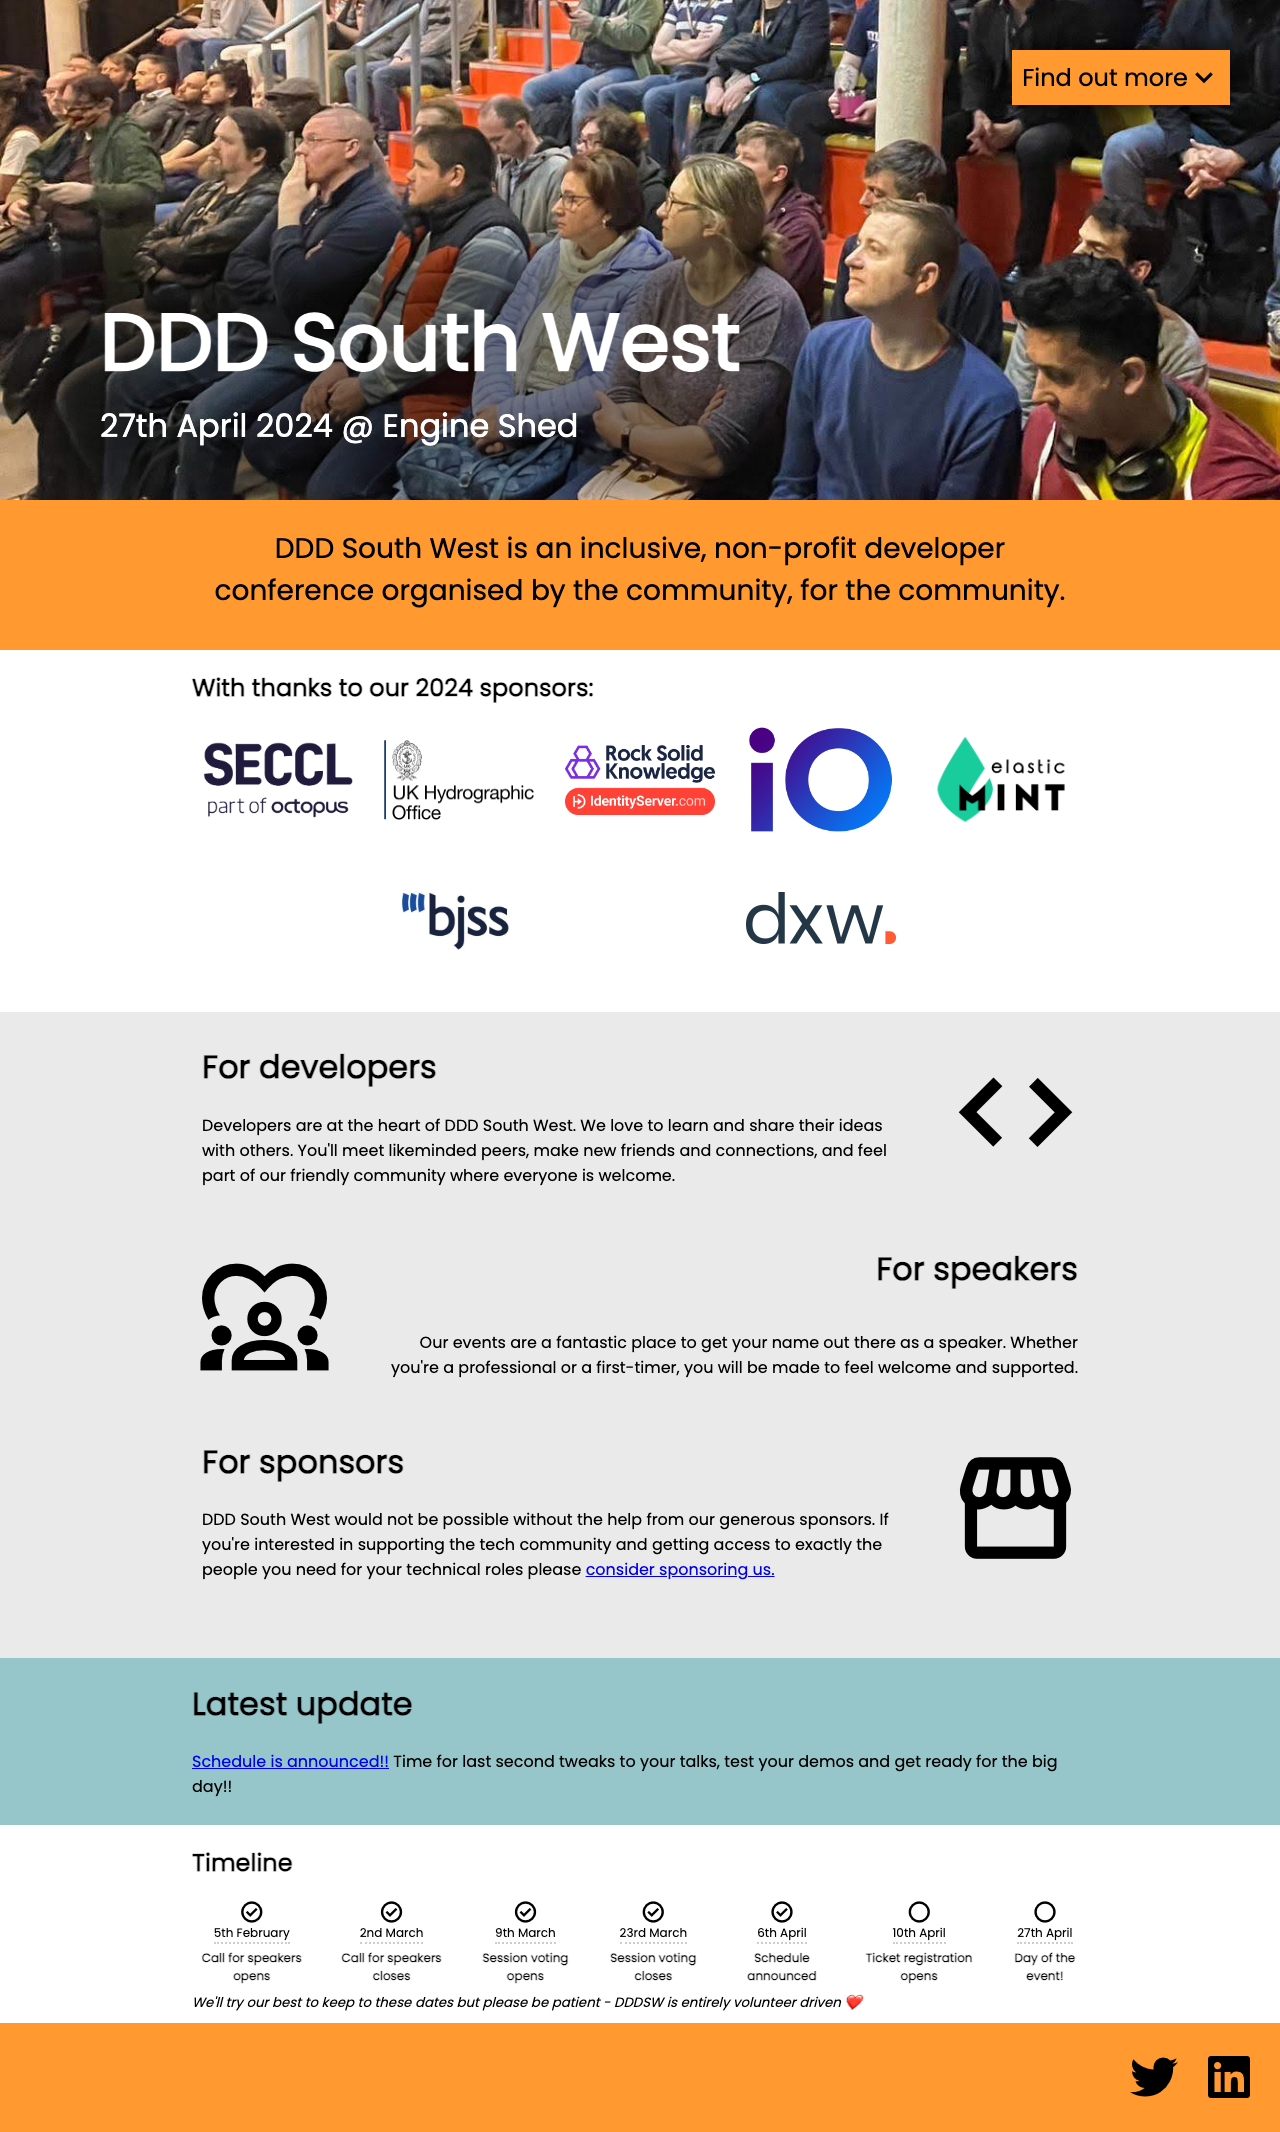 Find out more
DDD South West
27th April 2024 @ Engine Shed
DDD South West is an inclusive, non-profit developer
conference organised by the community, for the community.
With thanks to our 2024 sponsors:
SECCL
part of octopus
UK Hydrographic
Office
Rock Solid
Knowledge
IdentityServer.com
iO
elastic
MINT
bjss
dxw.
For developers
Developers are at the heart of DDD South West. We love to learn and share their ideas
with others. You'll meet likeminded peers, make new friends and connections, and feel
part of our friendly community where everyone is welcome.
For speakers
Our events are a fantastic place to get your name out there as a speaker. Whether
you're a professional or a first-timer, you will be made to feel welcome and supported.
For sponsors
DDD South West would not be possible without the help from our generous sponsors. If
you're interested in supporting the tech community and getting access to exactly the
people you need for your technical roles please consider sponsoring us.
Latest update
Schedule is announced!! Time for last second tweaks to your talks, test your demos and get ready for the big
day!!
Timeline
5th February
Call for speakers
opens
2nd March
Call for speakers
closes
9th March
Session voting
opens
23rd March
Session voting
closes
6th April
Schedule
announced
10th April
Ticket registration
opens
27th April
Day of the
event!
We'll try our best to keep to these dates but please be patient - DDDSW is entirely volunteer driven ❤️
in